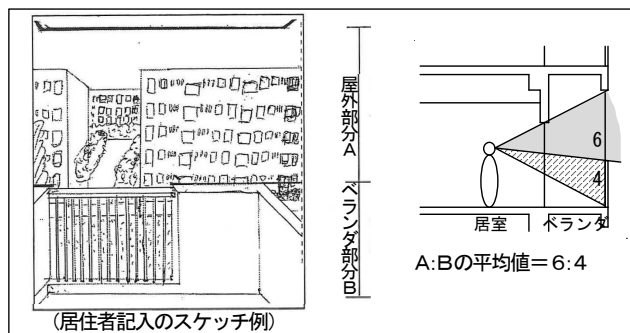 屋外部分A
ベランダ部分B
(居住者記入のスケッチ例)
6
4
居室
ベランダ
A:Bの平均値=6:4